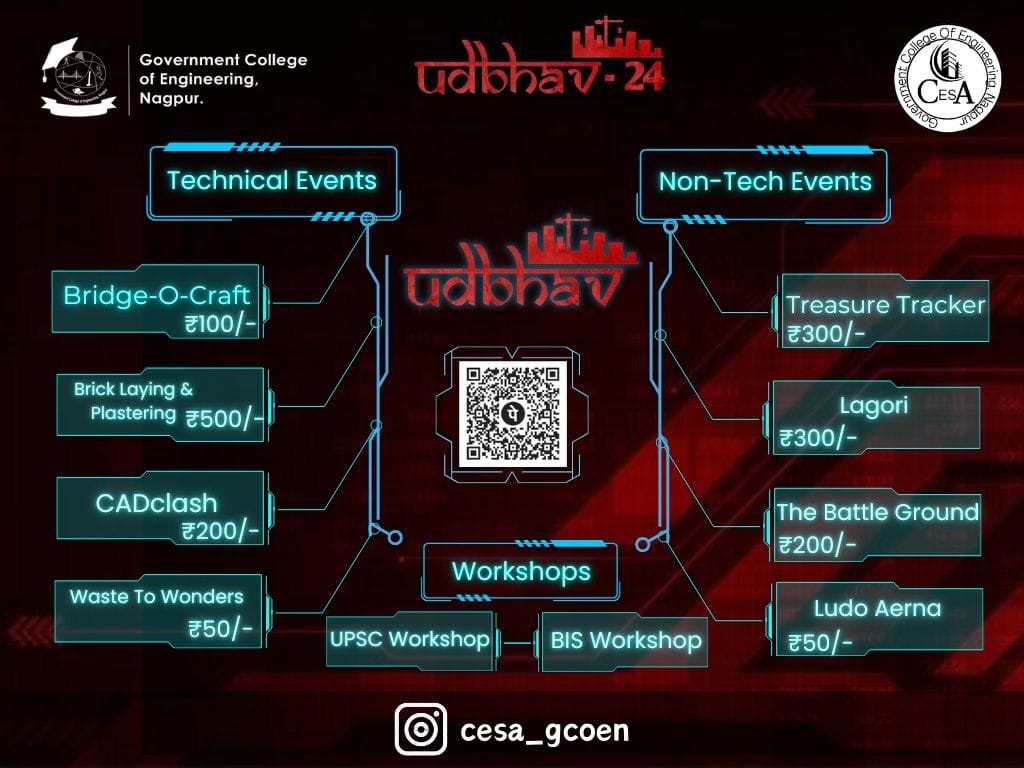 Government College
of Engineering,
Nagpur.
udbhav - 24
Government College Of Engineering, Nagpur
CESA
Technical Events
Non-Tech Events
udbhav
Bridge-O-Craft
₹100/-
Brick Laying &
Plastering ₹500/-
CADclash
₹200/-
Waste To Wonders
₹50/-
पे
Treasure Tracker
₹300/-
Lagori
₹300/-
The Battle Ground
₹200/-
Ludo Aerna
₹50/-
Workshops
UPSC Workshop
BIS Workshop
cesa_gcoen